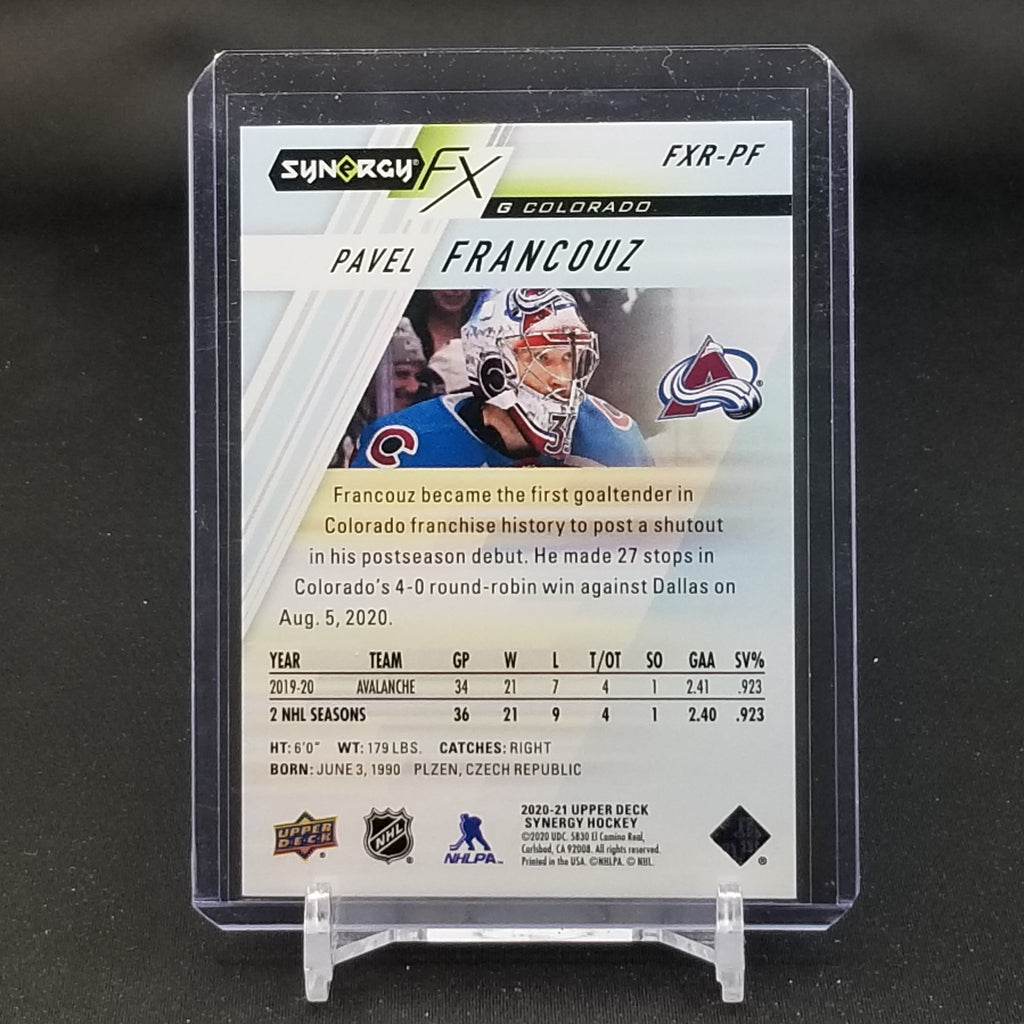 SYNERGY® FX
FXR-PF
G COLORADO
PAVEL FRANCOUZ
Francouz became the first goaltender in
Colorado franchise history to post a shutout
in his postseason debut. He made 27 stops in
Colorado's 4-0 round-robin win against Dallas on
Aug. 5, 2020.
YEAR TEAM GP W L T/OT SO GAA SV%
2019-20 AVALANCHE 34 21 7 4 1 2.41 .923
2 NHL SEASONS 36 21 9 4 1 2.40 .923
HT: 6'0" WT: 179 LBS. CATCHES: RIGHT
BORN: JUNE 3, 1990 PLZEN, CZECH REPUBLIC
UPPER DECK
NHL
NHLPA
2020-21 UPPER DECK
SYNERGY HOCKEY
©2020 UDC. 5830 El Camino Real,
Carlsbad, CA 92008. All rights reserved.
Printed in the USA. ©NHLPA. © NHL.